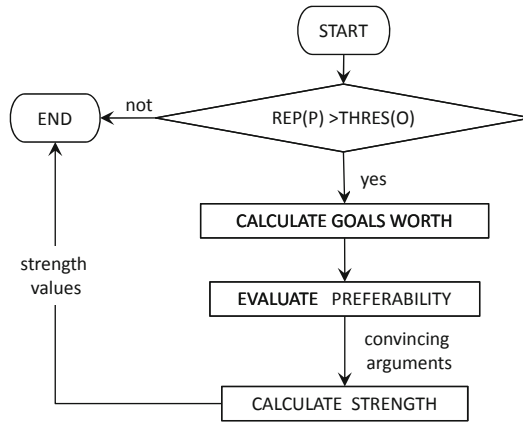 START
not
END
REP(P) >THRES(O)
yes
CALCULATE GOALS WORTH
strength
values
EVALUATE PREFERABILITY
convincing
arguments
CALCULATE STRENGTH